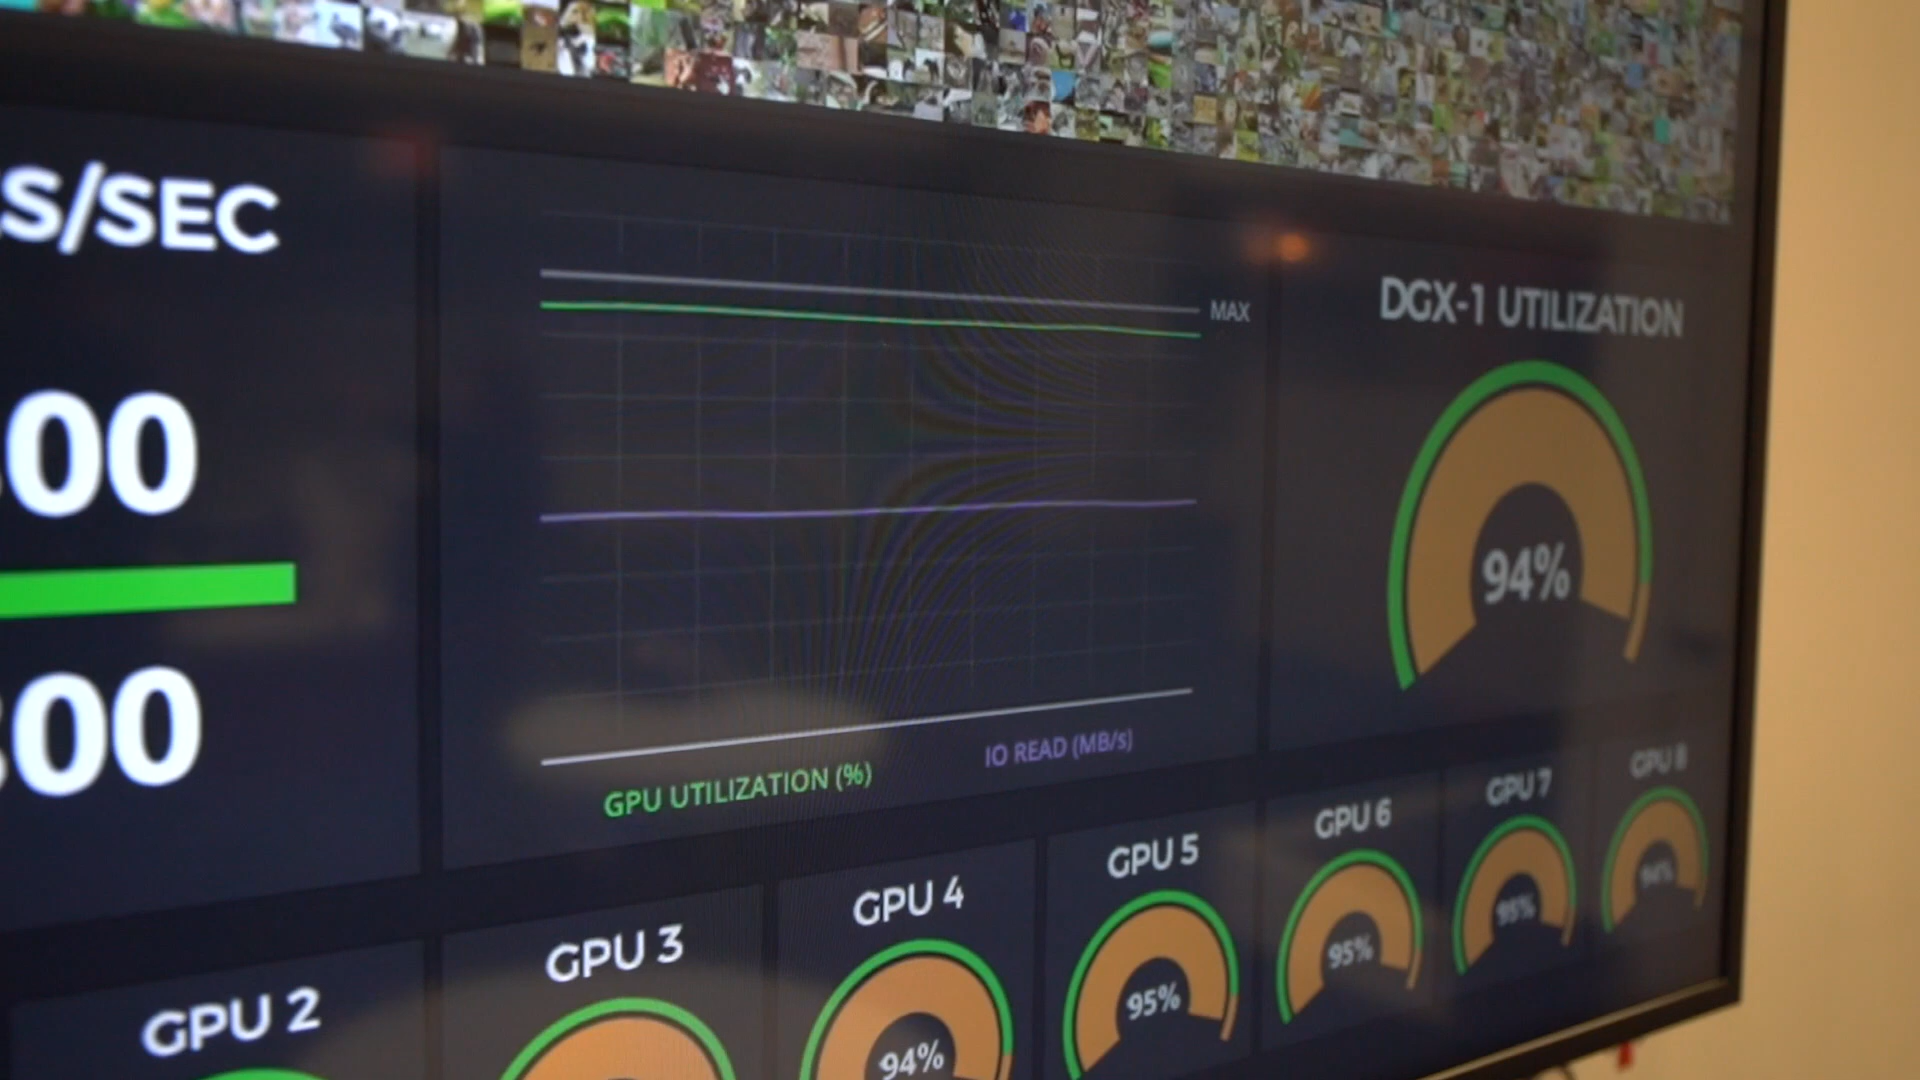 S/SEC
00
00
MAX
GPU UTILIZATION (%)
IO READ (MB/s)
DGX-1 UTILIZATION
94%
GPU 2
GPU 3
GPU 4
94%
GPU 5
95%
GPU 6
95%
GPU 7
95%
GPU 8
94%